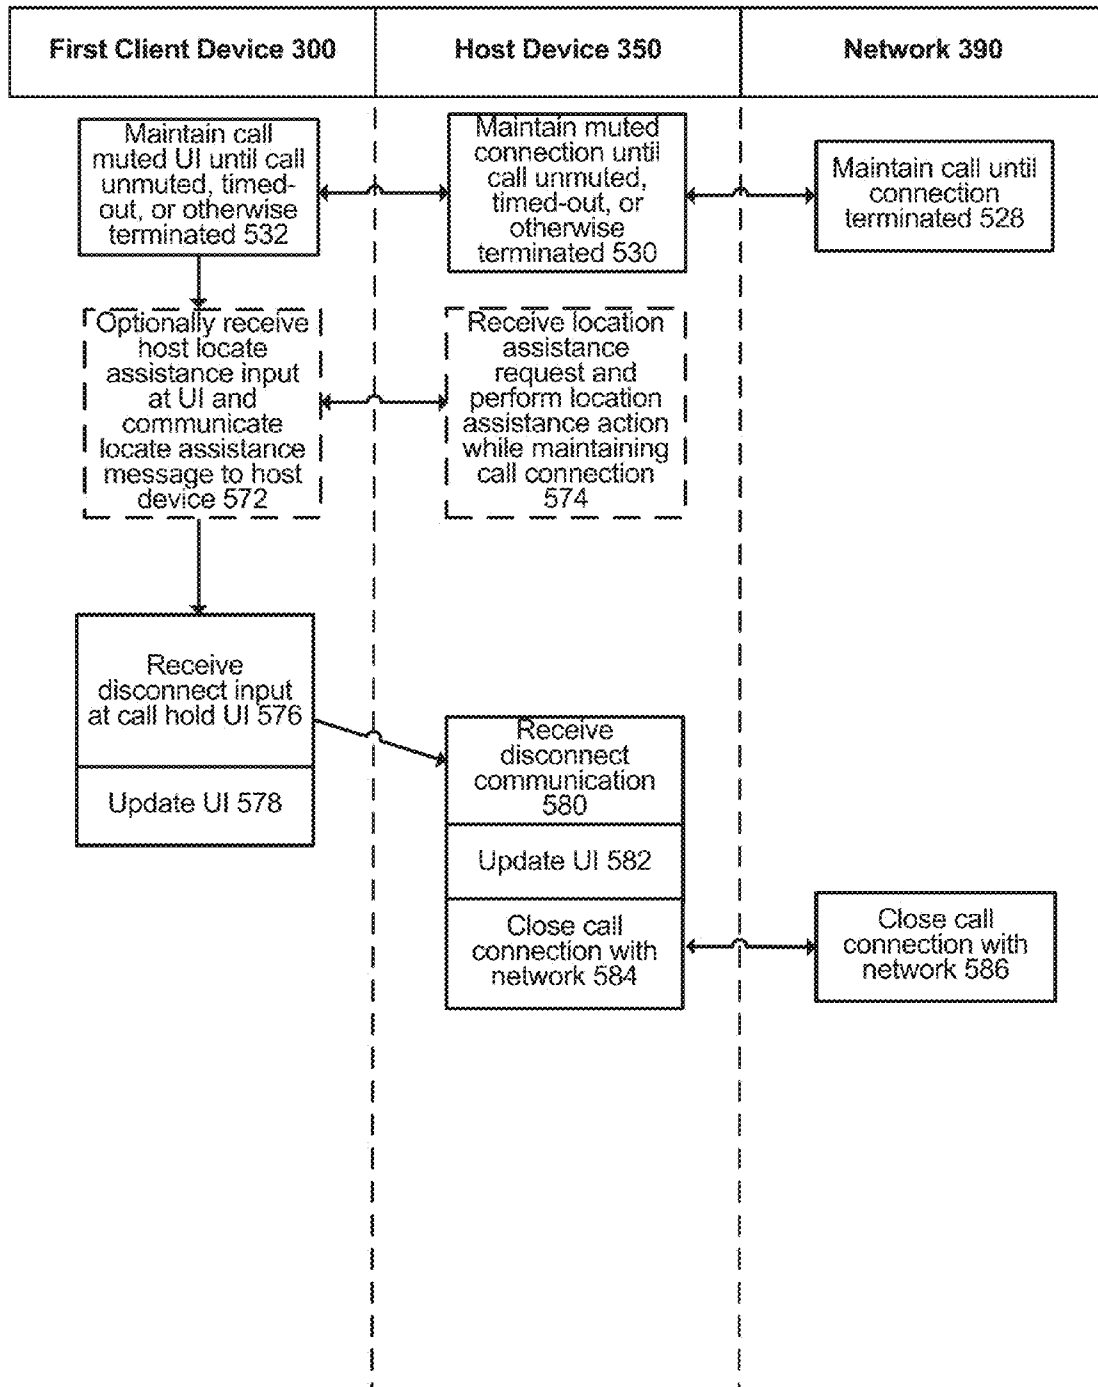 First Client Device 300
Host Device 350
Network 390
Maintain call
muted UI until call
unmuted, timed-
out, or otherwise
terminated 532
Maintain muted
connection until
call unmuted,
timed-out, or
otherwise
terminated 530
Maintain call until
connection
terminated 528
Optionally receive
host locate
assistance input
at UI and
communicate
locate assistance
message to host
device 572
Receive location
assistance
request and
perform location
assistance action
while maintaining
call connection
574
Receive
disconnect input
at call hold UI 576
Update UI 578
Receive
disconnect
communication
580
Update UI 582
Close call
connection with
network 584
Close call
connection with
network 586